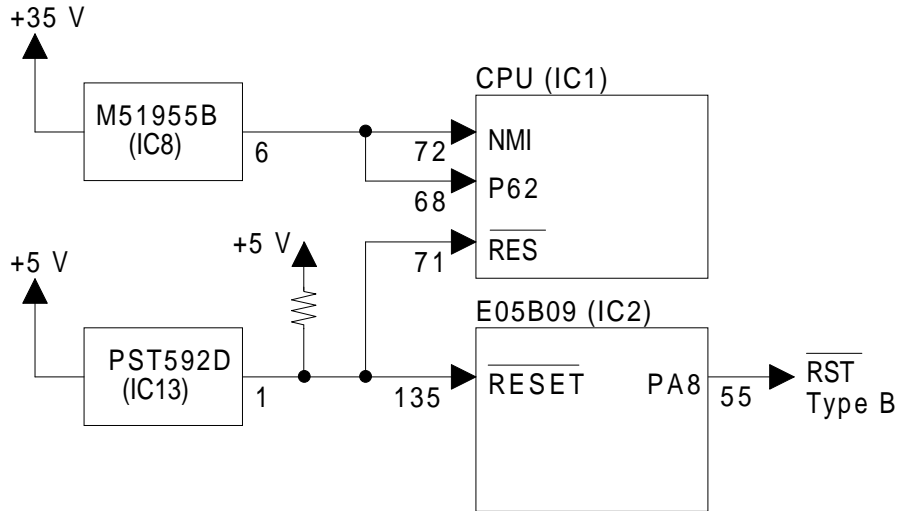 +35 V
M51955B
(IC8)
6
CPU (IC1)
72
NMI
68
P62
71
RES
+5 V
+5 V
PST592D
(IC13)
1
E05B09 (IC2)
135
RESET
PA8
55
RST
Type B